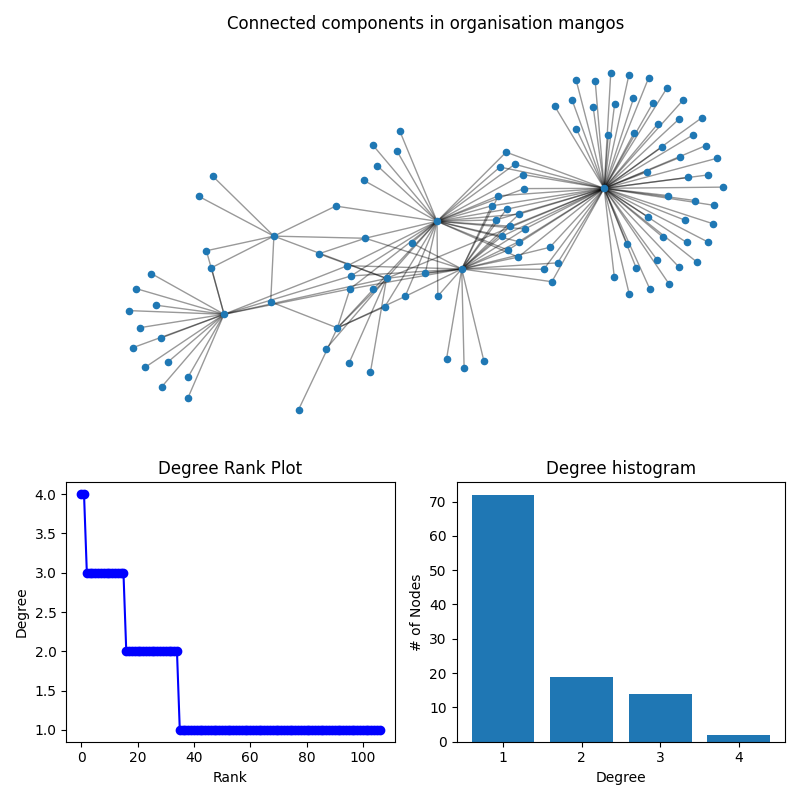 Connected components in organisation mangos
Degree Rank Plot
4.0
3.5
3.0
2.5
2.0
1.5
1.0
Degree
0 20 40 60 80 100
Rank
Degree histogram
70
60
50
40
30
20
10
0
# of Nodes
1 2 3 4
Degree